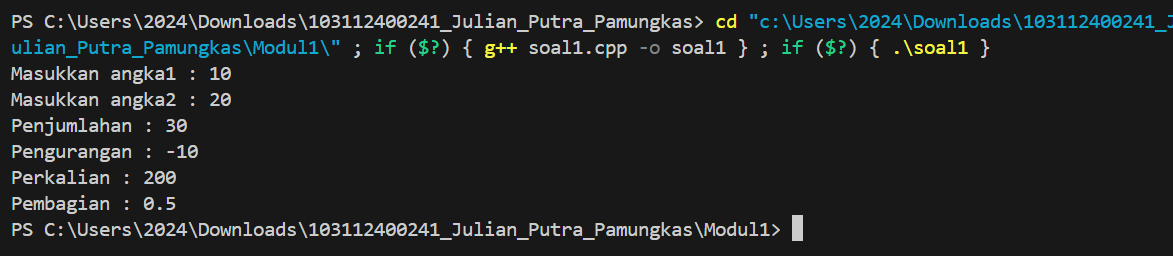 PS C:\Users\2024\Downloads\103112400241_Julian_Putra_Pamungkas> cd "c:\Users\2024\Downloads\103112400241_J
ulian_Putra_Pamungkas\Modul1\" ; if ($?) { g++ soal1.cpp -o soal1 } ; if ($?) { .\soal1 }
Masukkan angka1 : 10
Masukkan angka2 : 20
Penjumlahan : 30
Pengurangan : -10
Perkalian : 200
Pembagian : 0.5
PS C:\Users\2024\Downloads\103112400241_Julian_Putra_Pamungkas\Modul1>